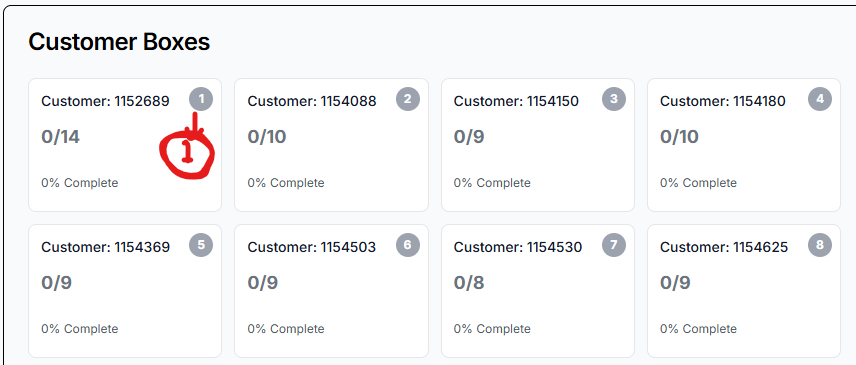 Customer Boxes
Customer: 1152689 1
0/14
1
0% Complete
Customer: 1154088 2
0/10
0% Complete
Customer: 1154150 3
0/9
0% Complete
Customer: 1154180 4
0/10
0% Complete
Customer: 1154369 5
0/9
0% Complete
Customer: 1154503 6
0/9
0% Complete
Customer: 1154530 7
0/8
0% Complete
Customer: 1154625 8
0/9
0% Complete